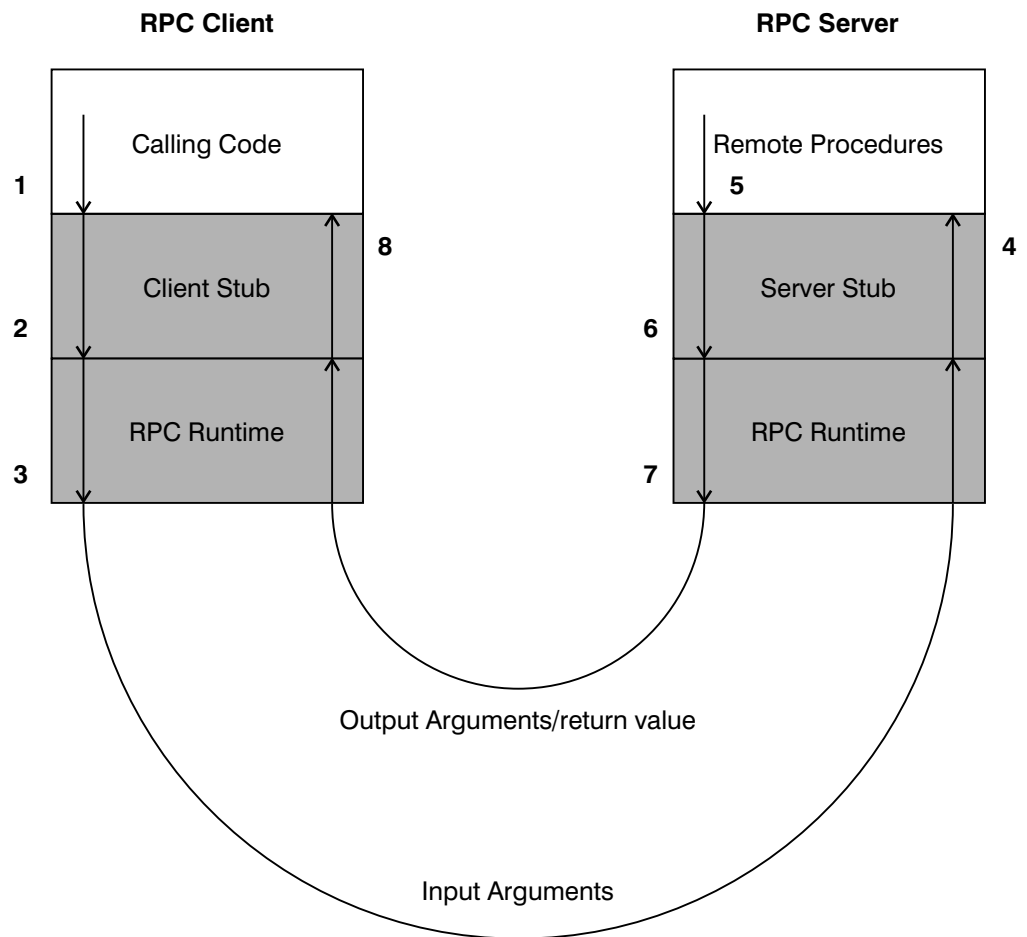 RPC Client
RPC Server
Calling Code
Remote Procedures
1
5
8
4
Client Stub
Server Stub
2
6
RPC Runtime
RPC Runtime
3
7
Output Arguments/return value
Input Arguments